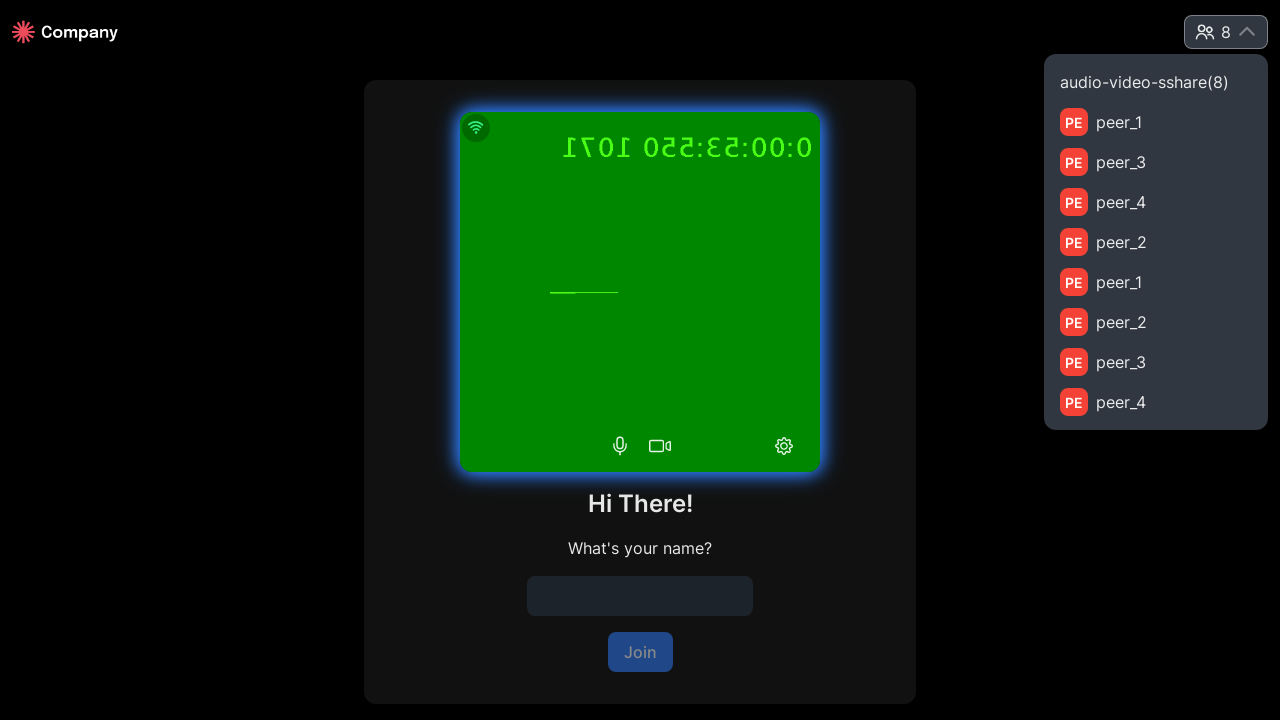 Company
8
audio-video-sshare(8)
PE peer_1
PE peer_3
PE peer_4
PE peer_2
PE peer_1
PE peer_2
PE peer_3
PE peer_4
0:00:53:550 1071
Hi There!
What's your name?
Join